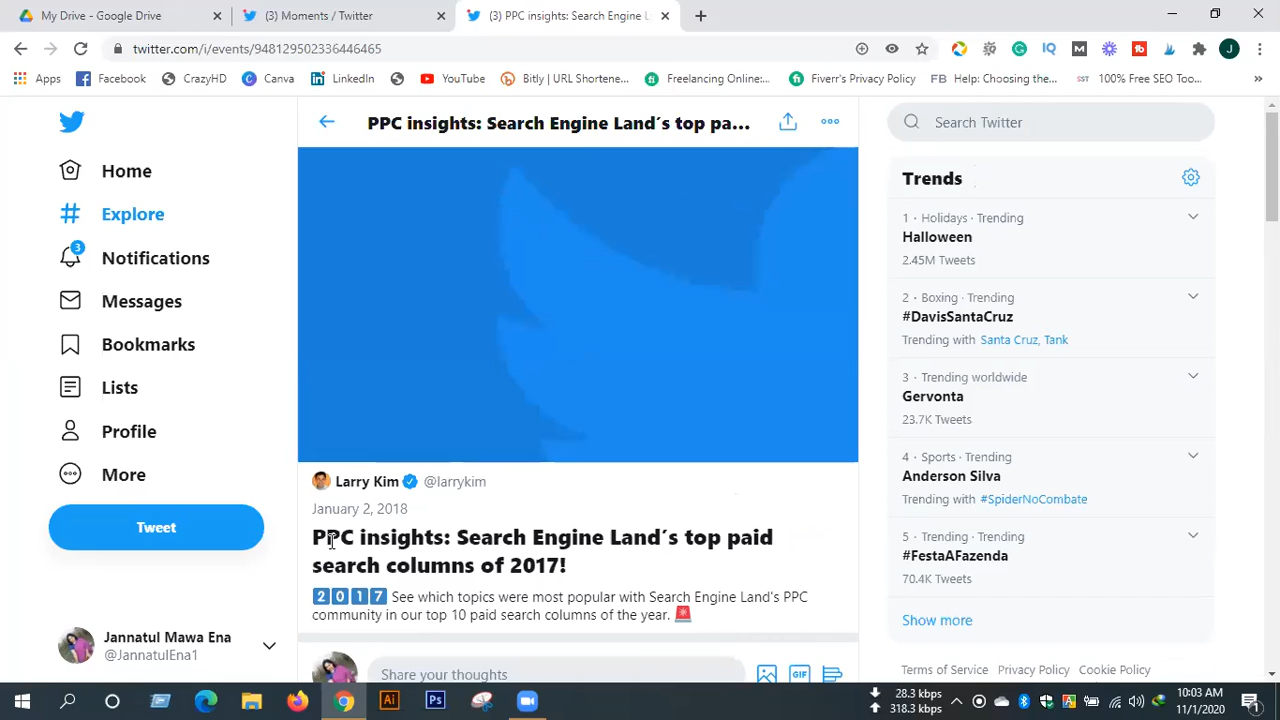 My Drive - Google Drive
(3) Moments / Twitter
(3) PPC insights: Search Engine L
twitter.com/i/events/948129502336446465
Apps
Facebook
CrazyHD
Canva
LinkedIn
YouTube
Bitly | URL Shortene...
Freelancing Online:...
Fiverr's Privacy Policy
FB Help: Choosing the...
SST 100% Free SEO Too...
»
PPC insights: Search Engine Land´s top pa...
Search Twitter
Home
Explore
3
Notifications
Messages
Bookmarks
Lists
Profile
More
Tweet
Jannatul Mawa Ena
@JannatulEna1
Larry Kim @larrykim
January 2, 2018
PPC insights: Search Engine Land´s top paid
search columns of 2017!
2017 See which topics were most popular with Search Engine Land's PPC
community in our top 10 paid search columns of the year.
Share your thoughts
GIF
Trends
1 · Holidays · Trending
Halloween
2.45M Tweets
2 · Boxing · Trending
#DavisSantaCruz
Trending with Santa Cruz, Tank
3 · Trending worldwide
Gervonta
23.7K Tweets
4 · Sports · Trending
Anderson Silva
Trending with #SpiderNoCombate
5 · Trending · Trending
#FestaAFazenda
70.4K Tweets
Show more
Terms of Service Privacy Policy Cookie Policy
Ai
Ps
28.3 kbps
318.3 kbps
10:03 AM
11/1/2020